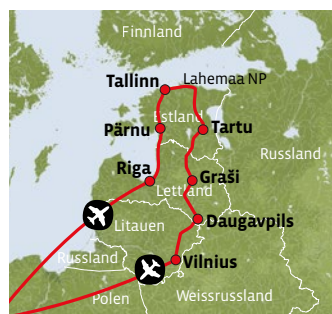 Finnland
Tallinn
Lahemaa NP
Estland
Pärnu
Tartu
Russland
Riga
Graši
Lettland
Daugavpils
Litauen
Russland
Vilnius
Polen
Weissrussland